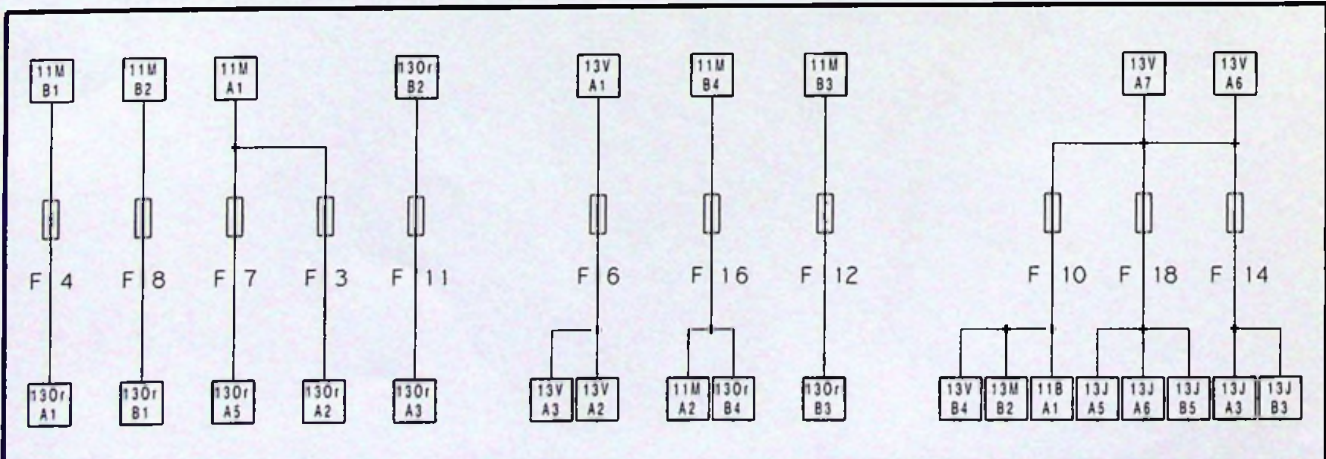 11M 11M 11M 13Or 13V 11M 11M 13V 13V
B1 B2 A1 B2 A1 B4 B3 A7 A6
F 4 F 8 F 7 F 3 F 11 F 6 F 16 F 12 F 10 F 18 F 14
13Or 13Or 13Or 13Or 13Or 13V 13V 11M 13Or 13Or 13V 13M 11B 13J 13J 13J 13J 13J
A1 B1 A5 A2 A3 A3 A2 A2 B4 B3 B4 B2 A1 A5 A6 B5 A3 B3